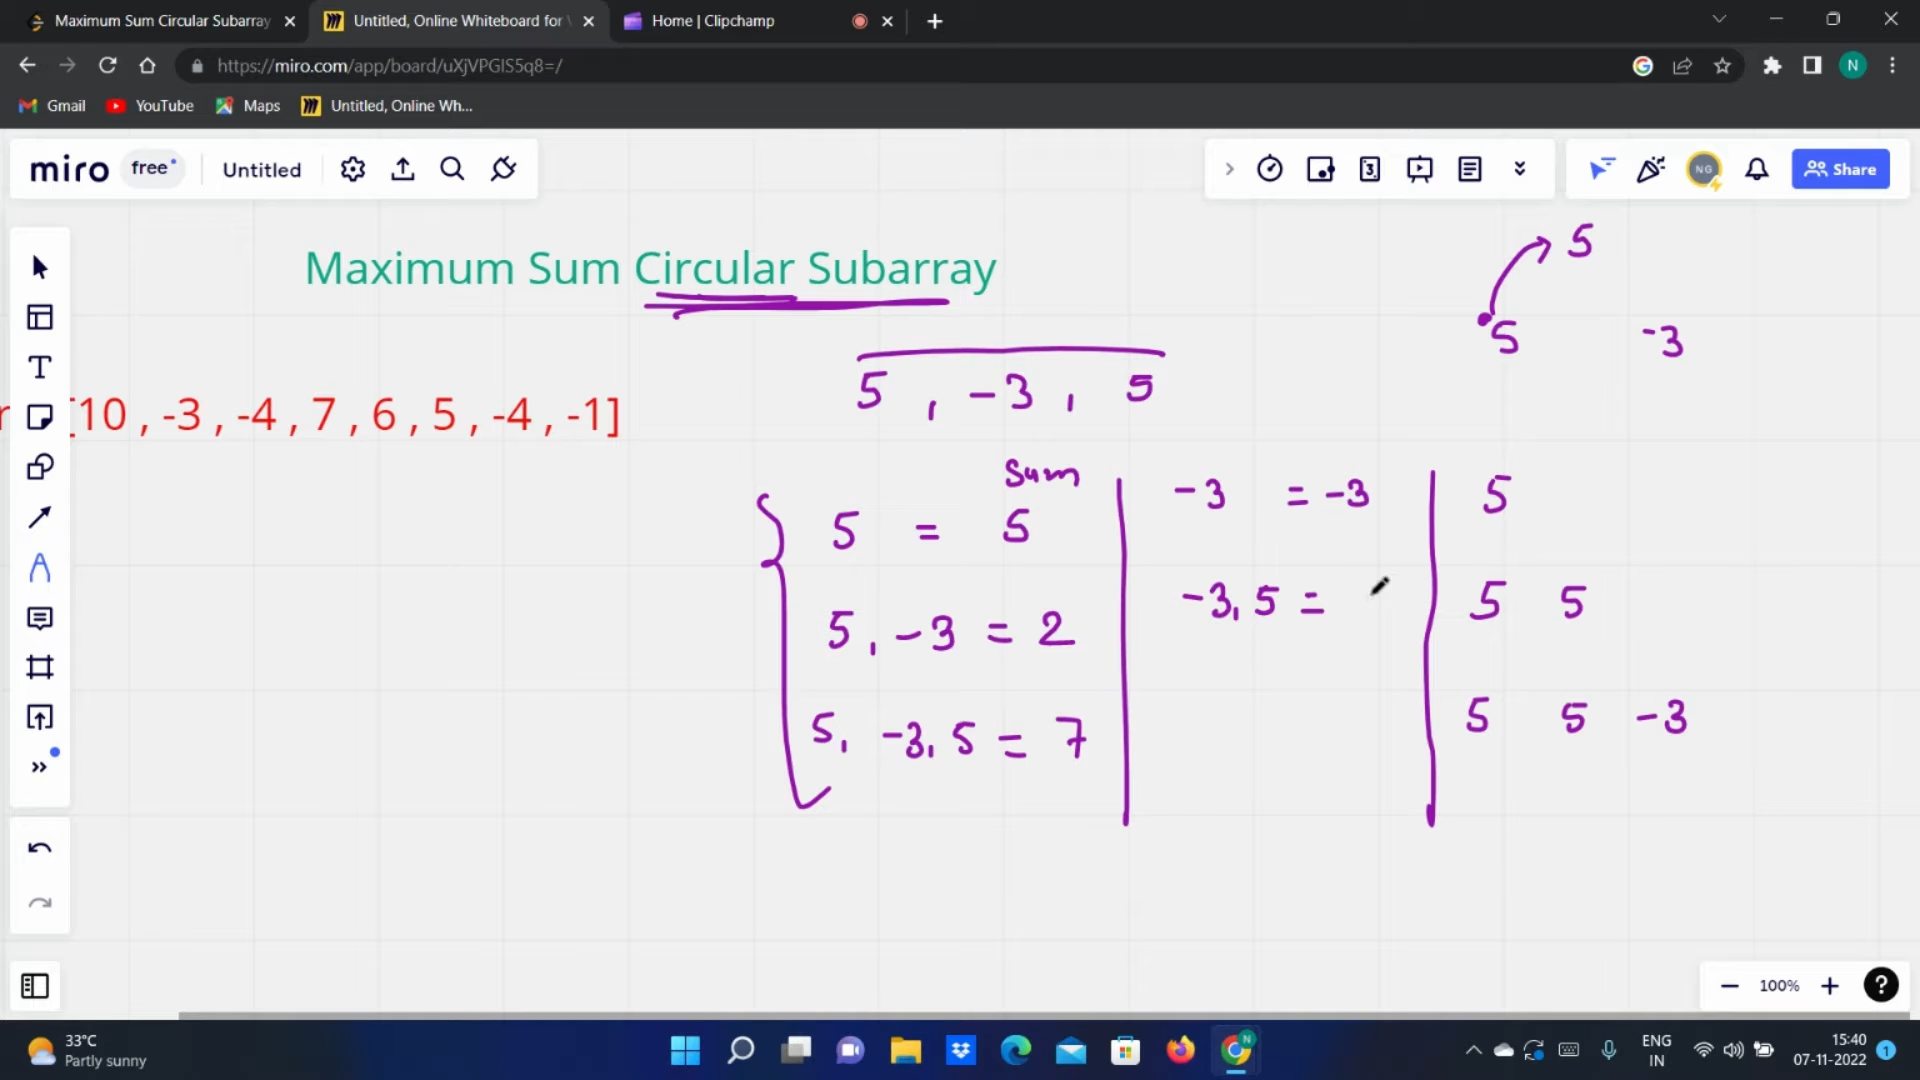 Maximum Sum Circular Subarray
Untitled, Online Whiteboard for
Home | Clipchamp
https://miro.com/app/board/uXjVPGIS5q8=/
N
Gmail
YouTube
Maps
Untitled, Online Wh...
miro free Untitled
NG
Share
Maximum Sum Circular Subarray
5
5 -3
5 , -3 , 5
[10 , -3 , -4 , 7 , 6 , 5 , -4 , -1]
Sum
5 = 5
5, -3 = 2
5, -3, 5 = 7
-3 = -3
-3, 5 =
5
5 5
5 5 -3
100%
33°C
Partly sunny
ENG
IN
15:40
07-11-2022
1